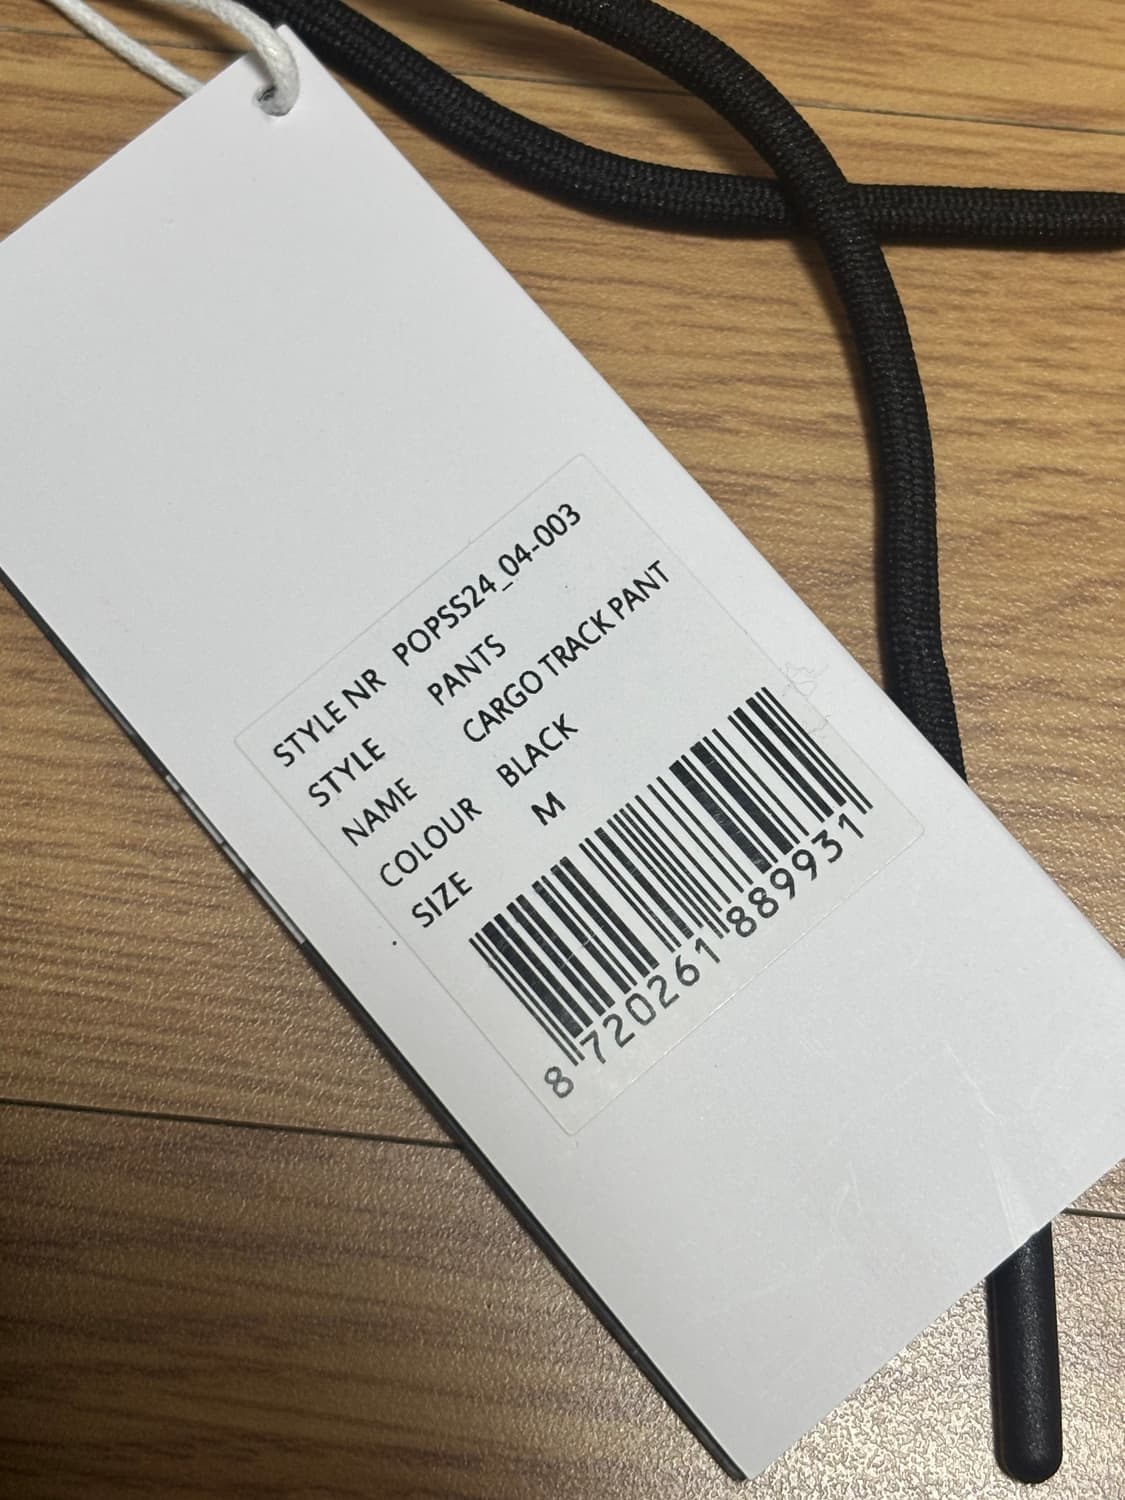 STYLE NR POPSS24_04-003
STYLE PANTS
NAME CARGO TRACK PANT
COLOUR BLACK
SIZE M
8 720261 889931